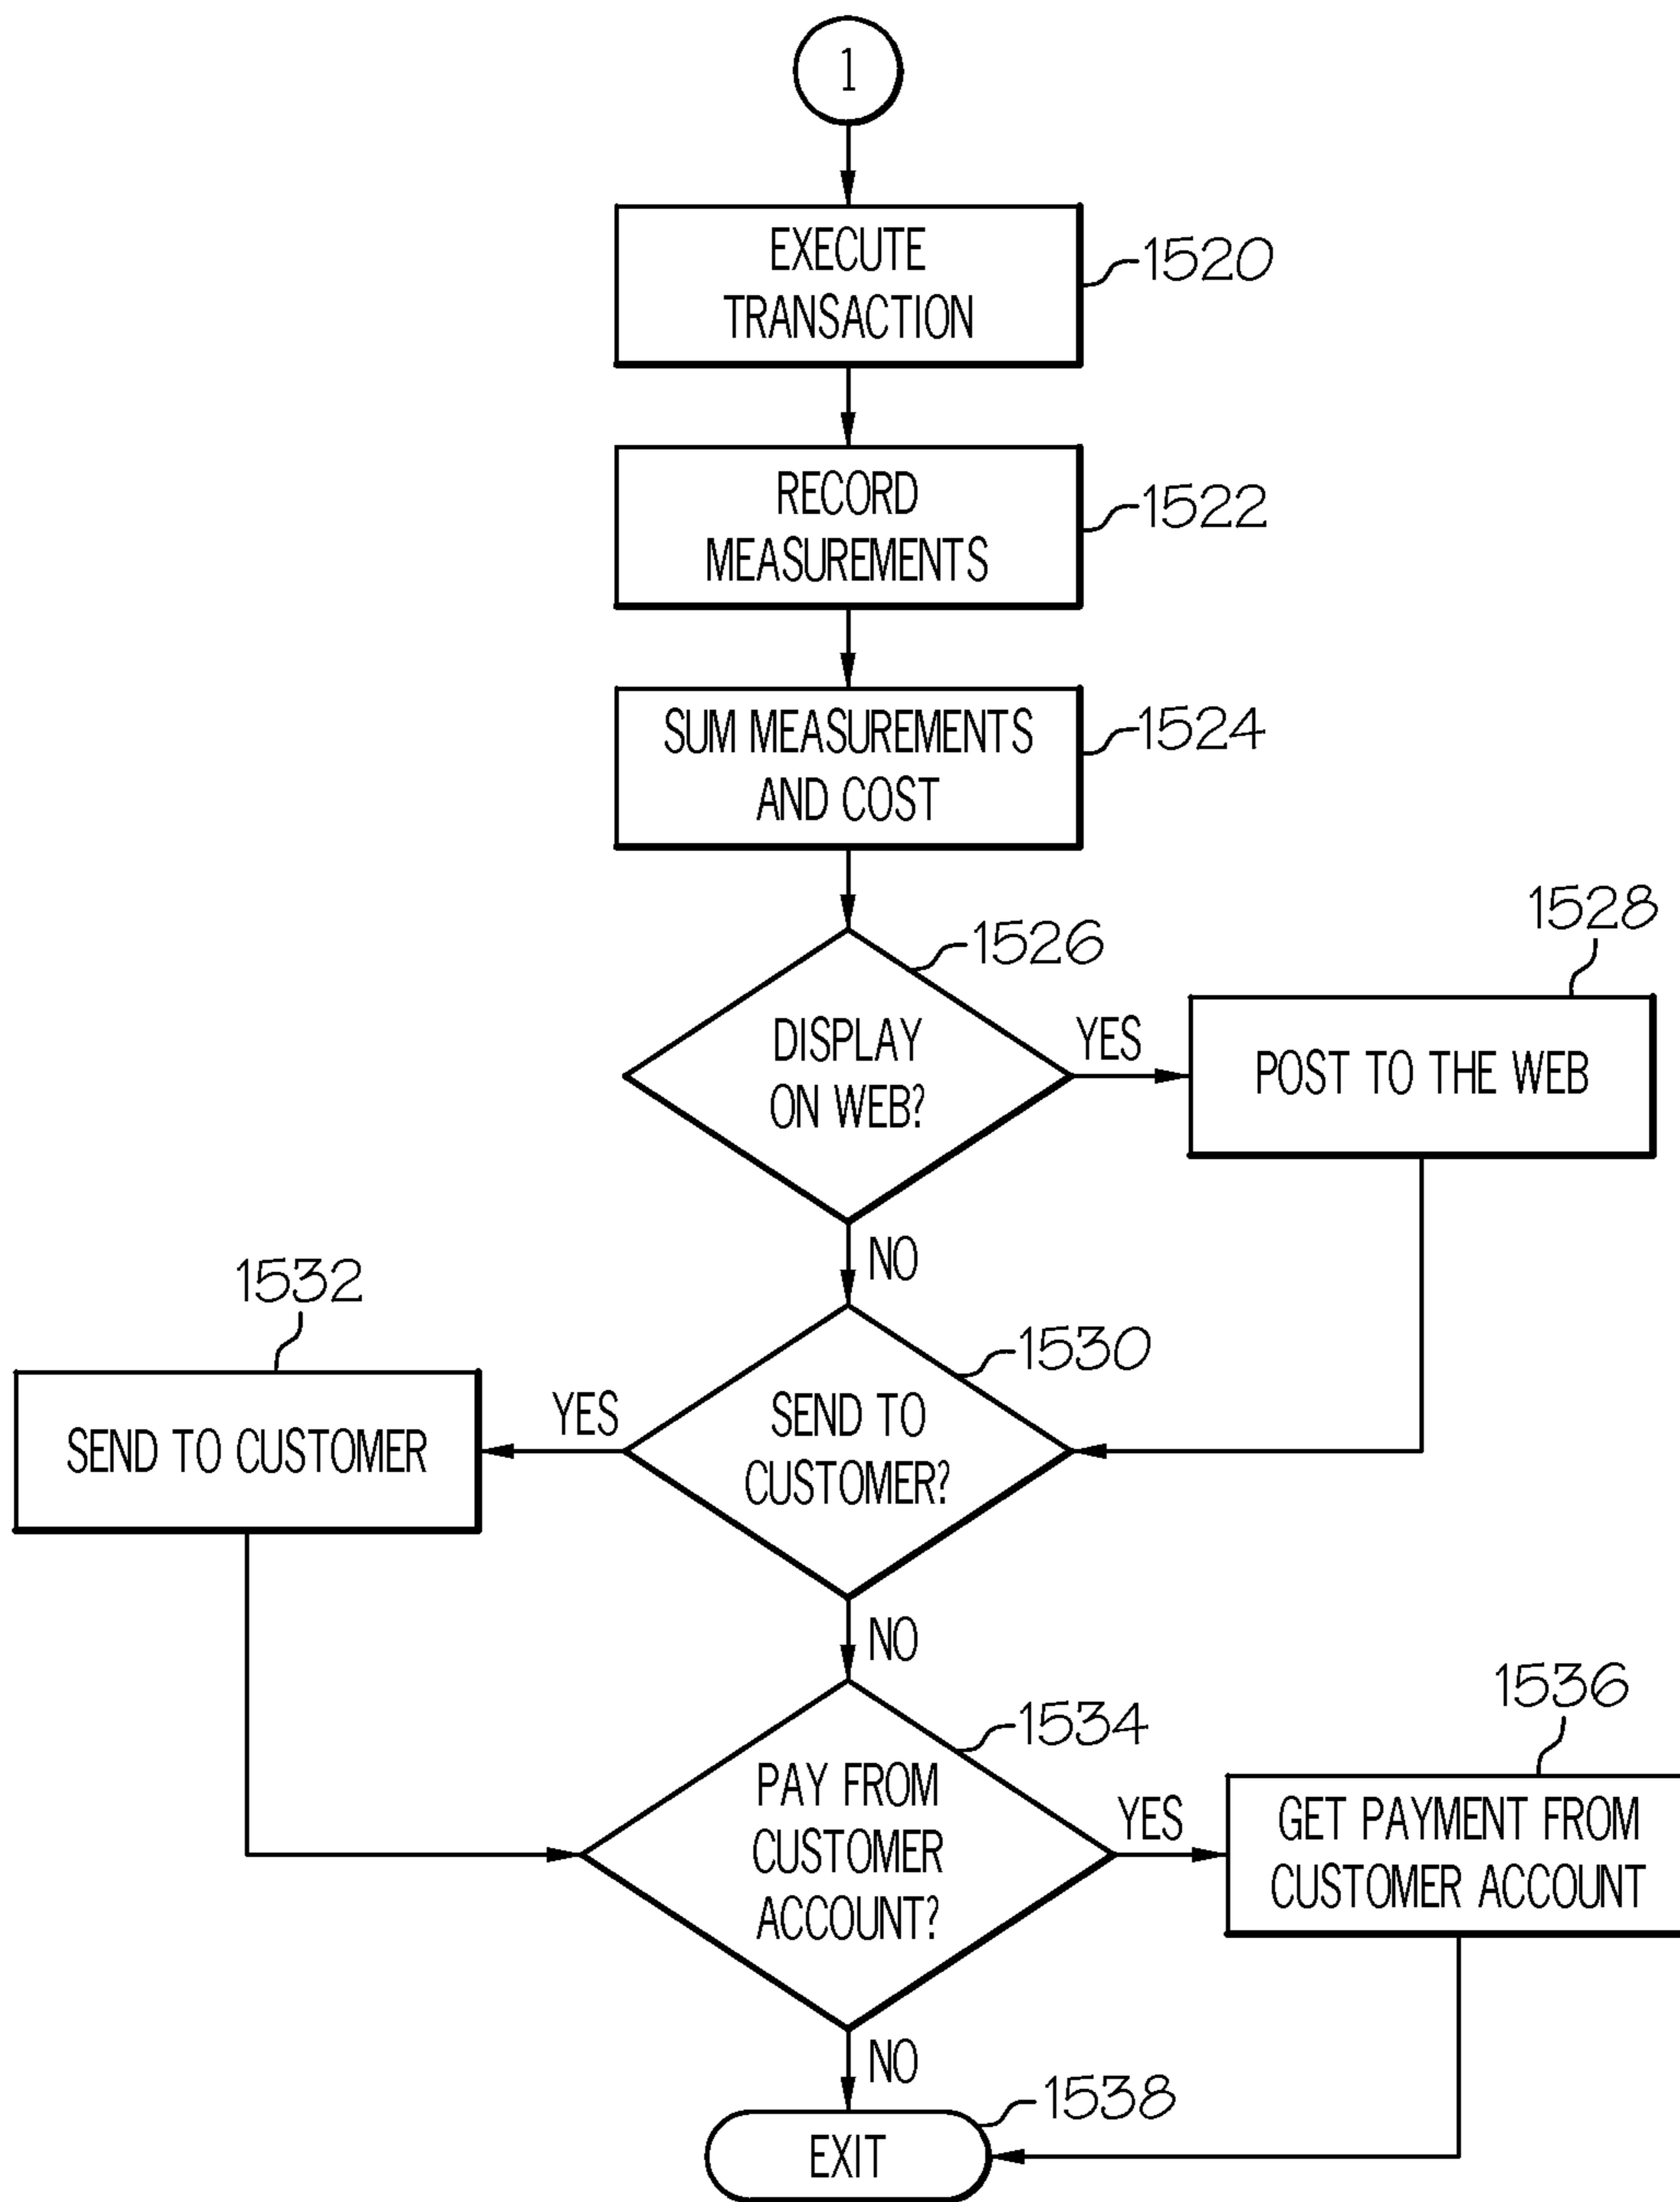 1
EXECUTE
TRANSACTION
1520
RECORD
MEASUREMENTS
1522
SUM MEASUREMENTS
AND COST
1524
1526
DISPLAY
ON WEB?
YES
1528
POST TO THE WEB
NO
1530
SEND TO
CUSTOMER?
YES
1532
SEND TO CUSTOMER
NO
1534
PAY FROM
CUSTOMER
ACCOUNT?
YES
1536
GET PAYMENT FROM
CUSTOMER ACCOUNT
NO
1538
EXIT